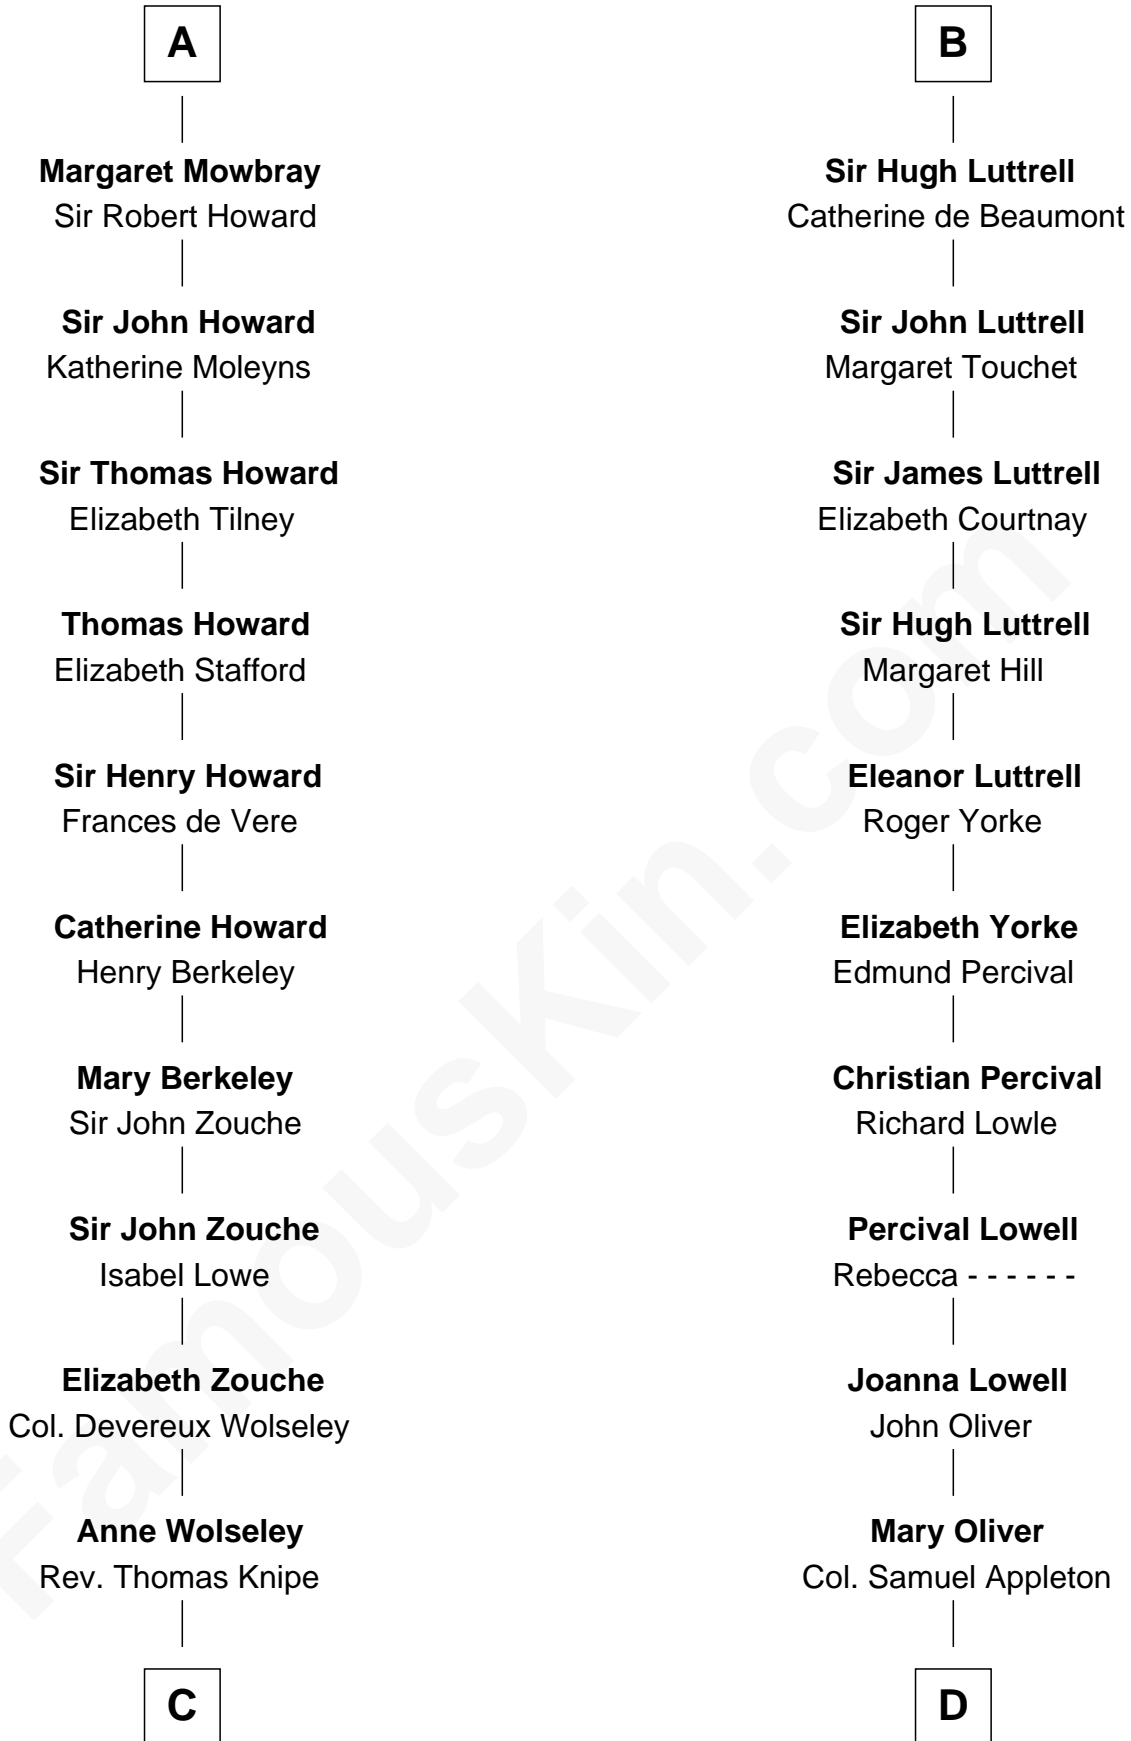 A
Margaret Mowbray
Sir Robert Howard
Sir John Howard
Katherine Moleyns
Sir Thomas Howard
Elizabeth Tilney
Thomas Howard
Elizabeth Stafford
Sir Henry Howard
Frances de Vere
Catherine Howard
Henry Berkeley
Mary Berkeley
Sir John Zouche
Sir John Zouche
Isabel Lowe
Elizabeth Zouche
Col. Devereux Wolseley
Anne Wolseley
Rev. Thomas Knipe
C
B
Sir Hugh Luttrell
Catherine de Beaumont
Sir John Luttrell
Margaret Touchet
Sir James Luttrell
Elizabeth Courtnay
Sir Hugh Luttrell
Margaret Hill
Eleanor Luttrell
Roger Yorke
Elizabeth Yorke
Edmund Percival
Christian Percival
Richard Lowle
Percival Lowell
Rebecca - - - - - -
Joanna Lowell
John Oliver
Mary Oliver
Col. Samuel Appleton
D
FamousKin.com